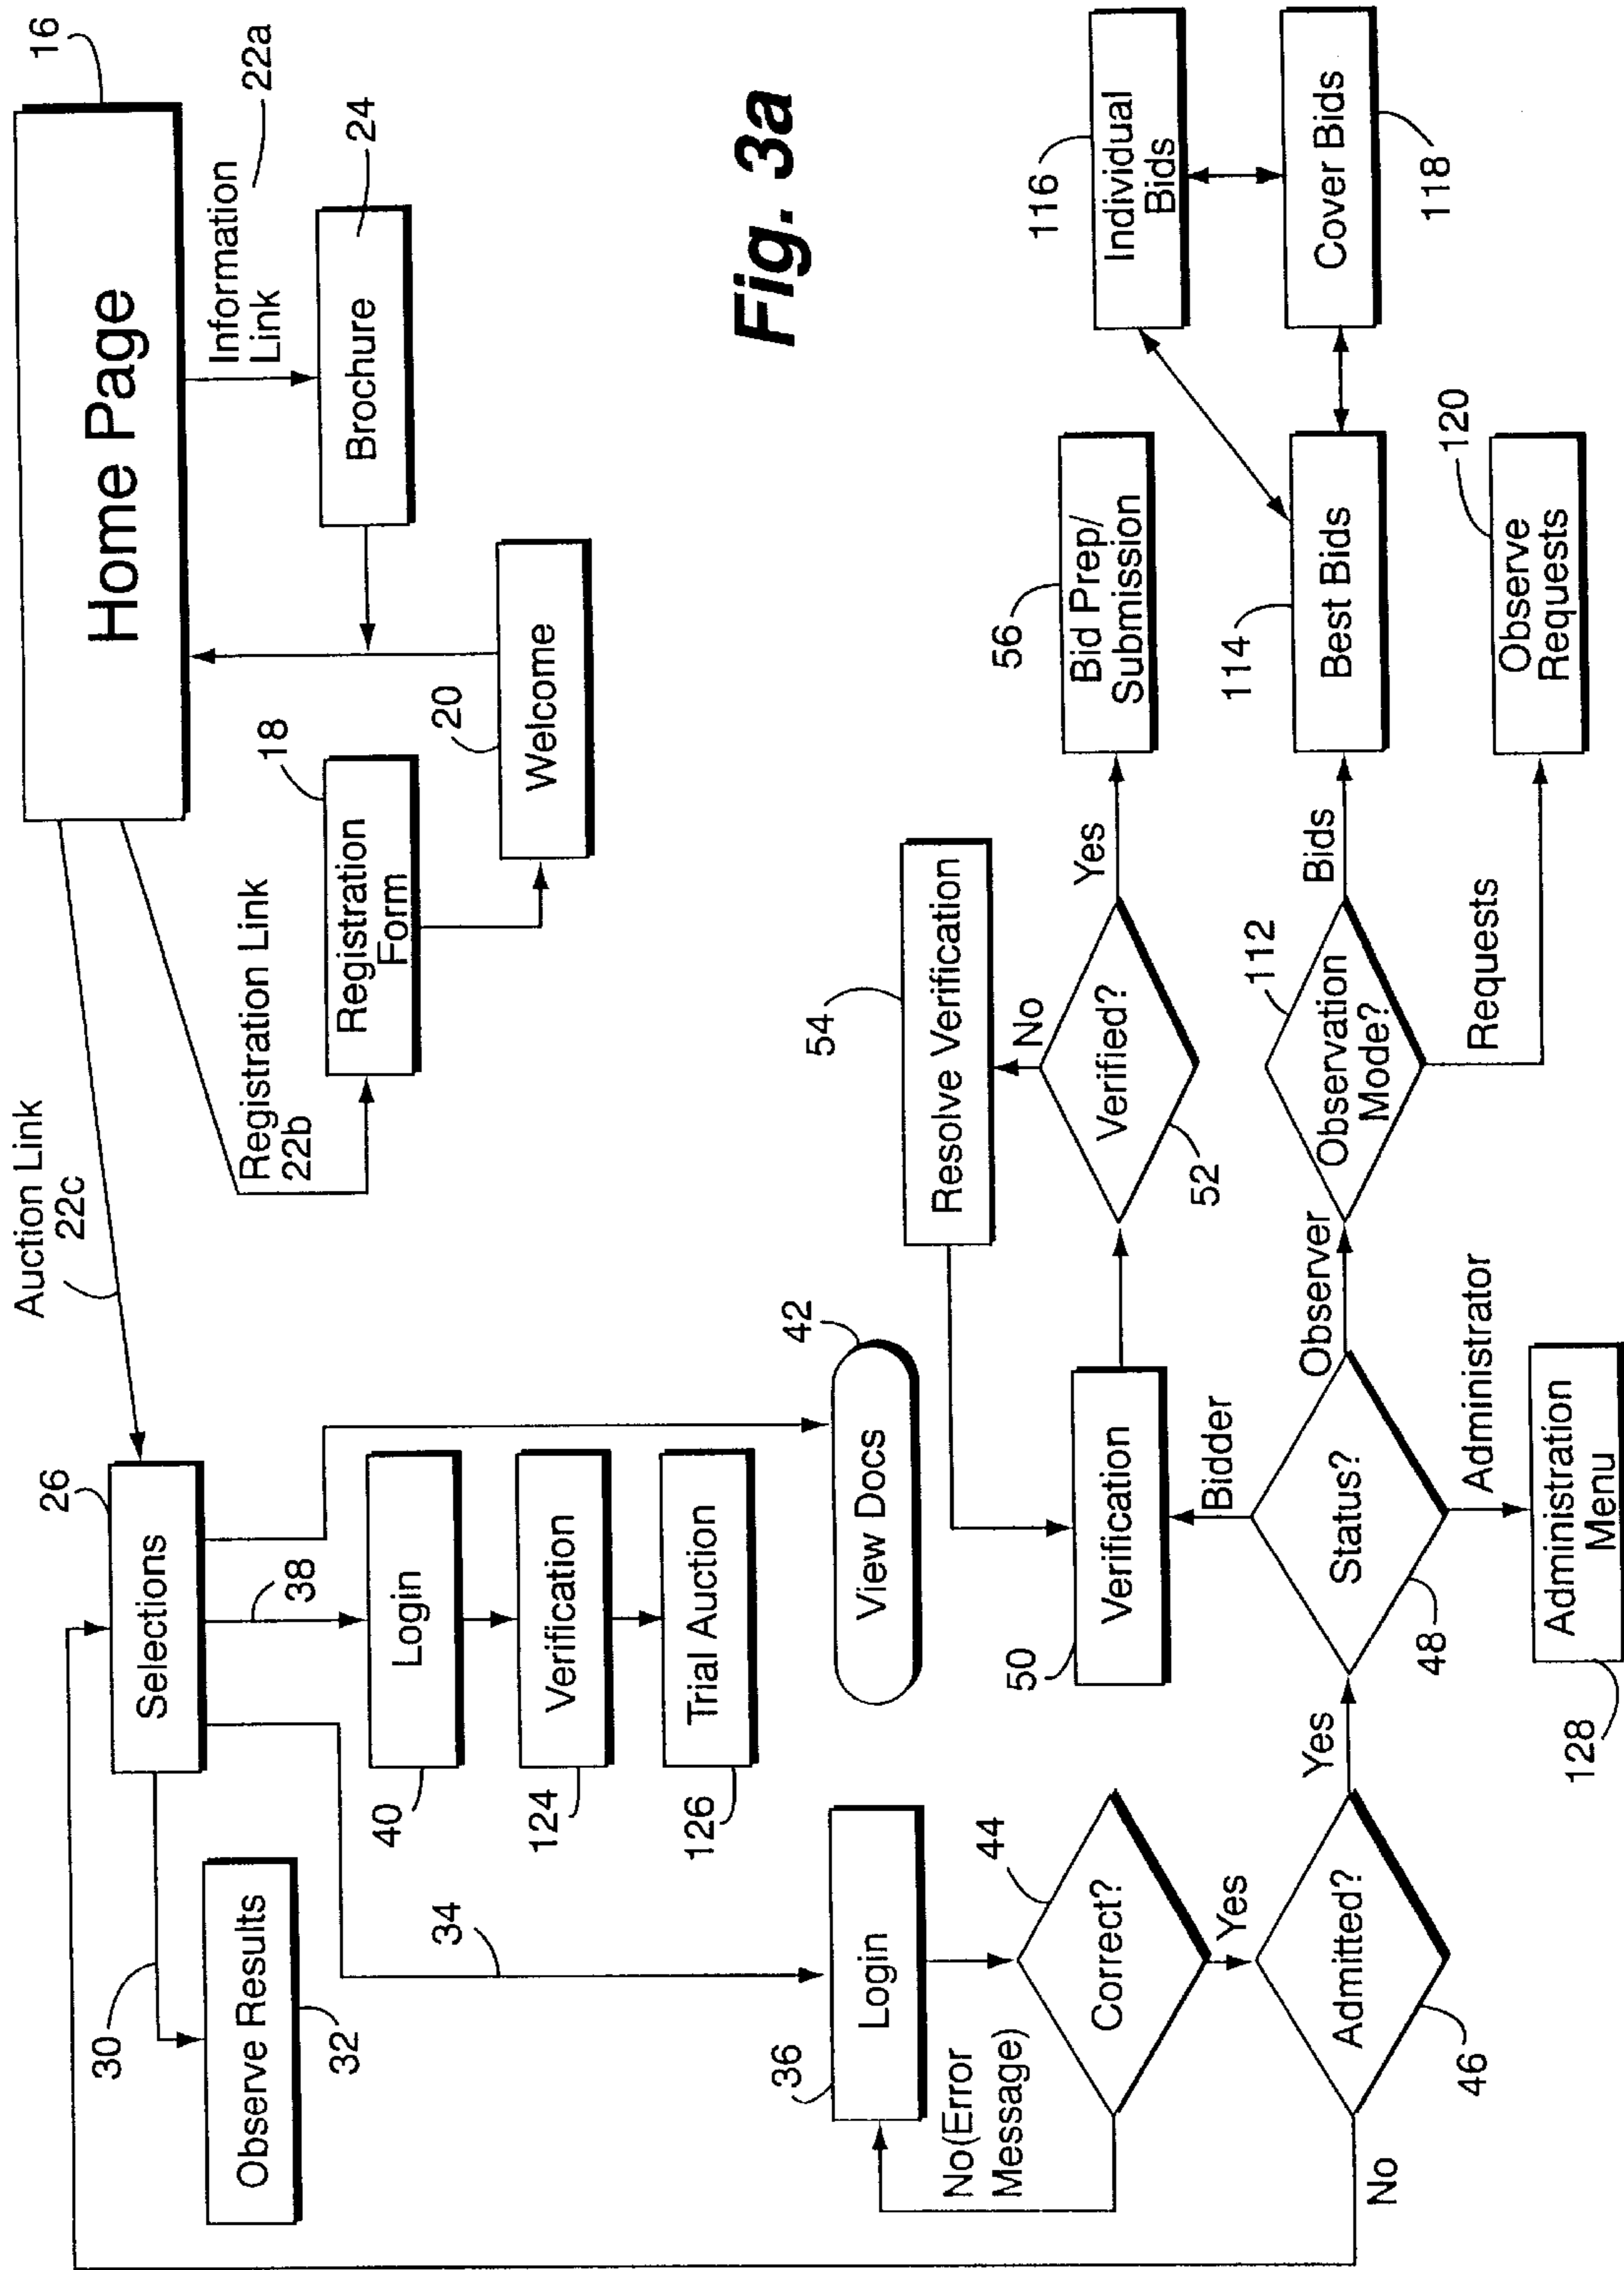 Auction Link
22c
Home Page
16
Information
Link
22a
Registration Link
22b
26
Selections
18
Registration
Form
20
Welcome
Brochure
24
30
Observe Results
32
34
38
40
Login
124
Verification
126
Trial Auction
42
View Docs
Fig. 3a
36
Login
No(Error
Message)
44
Correct?
Yes
46
Admitted?
No
Yes
50
Verification
Bidder
48
Status?
Observer
Administrator
128
Administration
Menu
54
Resolve Verification
No
52
Verified?
Yes
56
Bid Prep/
Submission
112
Observation
Mode?
Bids
Requests
114
Best Bids
120
Observe
Requests
116
Individual
Bids
Cover Bids
118